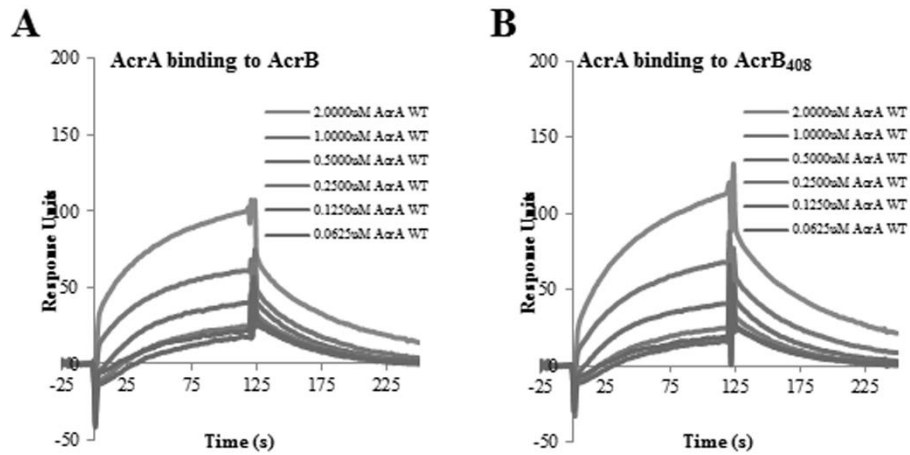 A
AcrA binding to AcrB
200
150
100
50
0
-50
-25
25
75
125
175
225
Response Units
Time (s)
2.0000uM AcrA WT
1.0000uM AcrA WT
0.5000uM AcrA WT
0.2500uM AcrA WT
0.1250uM AcrA WT
0.0625uM AcrA WT
B
AcrA binding to AcrB₄₀₈
200
150
100
50
0
-50
-25
25
75
125
175
225
Response Units
Time (s)
2.0000uM AcrA WT
1.0000uM AcrA WT
0.5000uM AcrA WT
0.2500uM AcrA WT
0.1250uM AcrA WT
0.0625uM AcrA WT